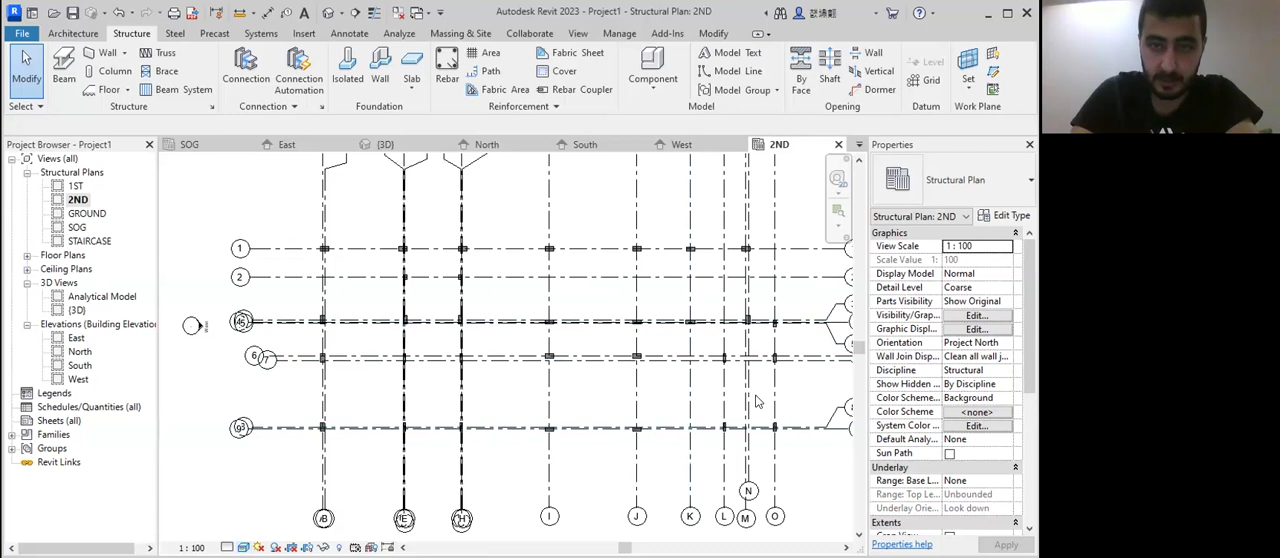 Autodesk Revit 2023 - Project1 - Structural Plan: 2ND
File Architecture Structure Steel Precast Systems Insert Annotate Analyze Massing & Site Collaborate View Manage Add-Ins Modify
Modify
Select
Beam
Wall
Column
Floor
Truss
Brace
Beam System
Structure
Connection
Connection Automation
Connection
Isolated
Wall
Slab
Foundation
Rebar
Area
Path
Fabric Area
Fabric Sheet
Cover
Rebar Coupler
Reinforcement
Component
Model Text
Model Line
Model Group
Model
By Face
Shaft
Wall
Vertical
Dormer
Opening
Level
Grid
Datum
Set
Work Plane
Project Browser - Project1
Views (all)
Structural Plans
1ST
2ND
GROUND
SOG
STAIRCASE
Floor Plans
Ceiling Plans
3D Views
Analytical Model
{3D}
Elevations (Building Elevation
East
North
South
West
Legends
Schedules/Quantities (all)
Sheets (all)
Families
Groups
Revit Links
SOG East {3D} North South West 2ND
1
2
6 7
A B E H I J K L M N O
1 : 100
Properties
Structural Plan
Structural Plan: 2ND Edit Type
Graphics
View Scale 1 : 100
Scale Value 1: 100
Display Model Normal
Detail Level Coarse
Parts Visibility Show Original
Visibility/Grap... Edit...
Graphic Displ... Edit...
Orientation Project North
Wall Join Disp... Clean all wall j...
Discipline Structural
Show Hidden ... By Discipline
Color Scheme... Background
Color Scheme <none>
System Color ... Edit...
Default Analy... None
Sun Path
Underlay
Range: Base L... None
Range: Top Le... Unbounded
Underlay Orie... Look down
Extents
Properties help Apply